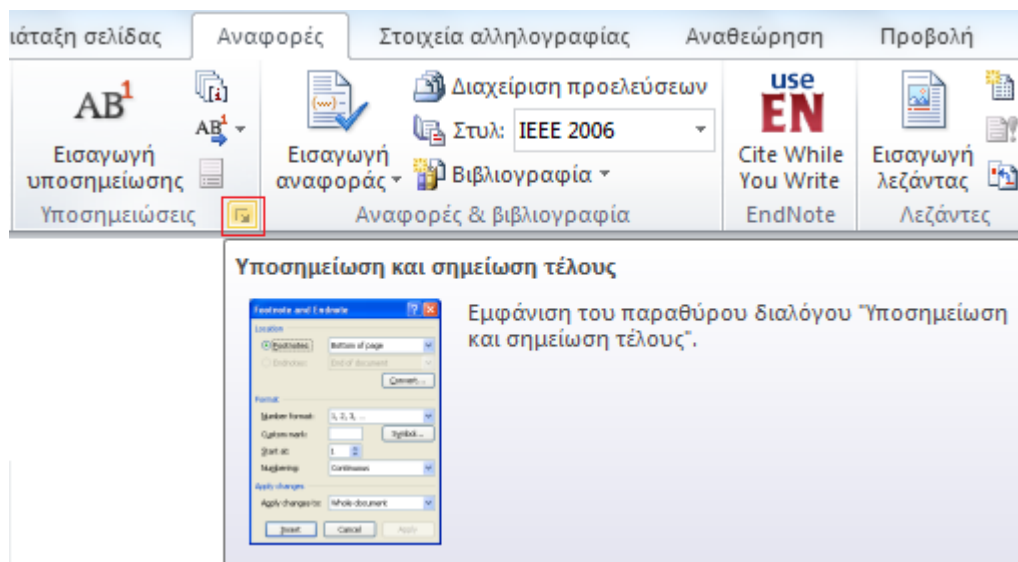 ιάταξη σελίδας Αναφορές Στοιχεία αλληλογραφίας Αναθεώρηση Προβολή
AB1
Εισαγωγή
υποσημείωσης
[i]
AB1
Υποσημειώσεις
Εισαγωγή
αναφοράς
Διαχείριση προελεύσεων
Στυλ: IEEE 2006
Βιβλιογραφία
Αναφορές & βιβλιογραφία
use
EN
Cite While
You Write
EndNote
Εισαγωγή
λεζάντας
Λεζάντες
Υποσημείωση και σημείωση τέλους
Footnote and Endnote
Location
Footnotes: Bottom of page
Endnotes: End of document
Convert...
Format
Number format: 1, 2, 3, ...
Custom mark: Symbol...
Start at: 1
Numbering: Continuous
Apply changes
Apply changes to: Whole document
Insert Cancel Apply
Εμφάνιση του παραθύρου διαλόγου "Υποσημείωση
και σημείωση τέλους".